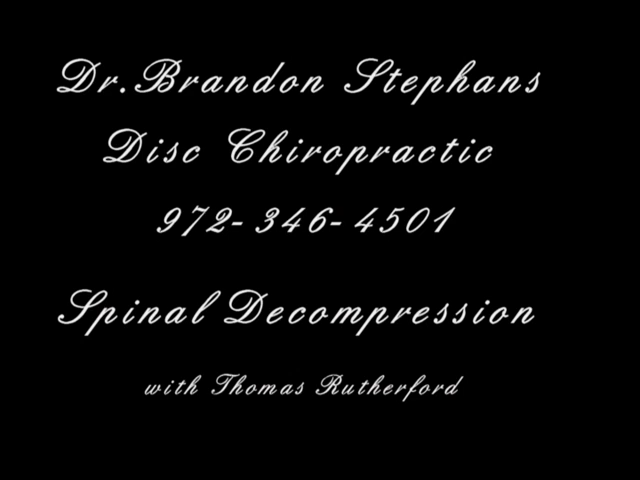 Dr.Brandon Stephans
Disc Chiropractic
972-346-4501
Spinal Decompression
with Thomas Rutherford